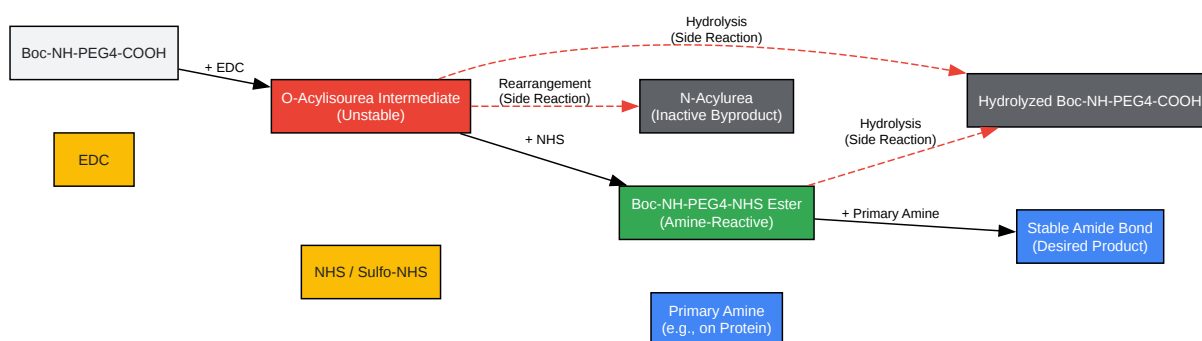 Boc-NH-PEG4-COOH
+ EDC
O-Acylisourea Intermediate
(Unstable)
Hydrolysis
(Side Reaction)
Rearrangement
(Side Reaction)
N-Acylurea
(Inactive Byproduct)
Hydrolyzed Boc-NH-PEG4-COOH
Hydrolysis
(Side Reaction)
+ NHS
EDC
Boc-NH-PEG4-NHS Ester
(Amine-Reactive)
+ Primary Amine
Stable Amide Bond
(Desired Product)
NHS / Sulfo-NHS
Primary Amine
(e.g., on Protein)